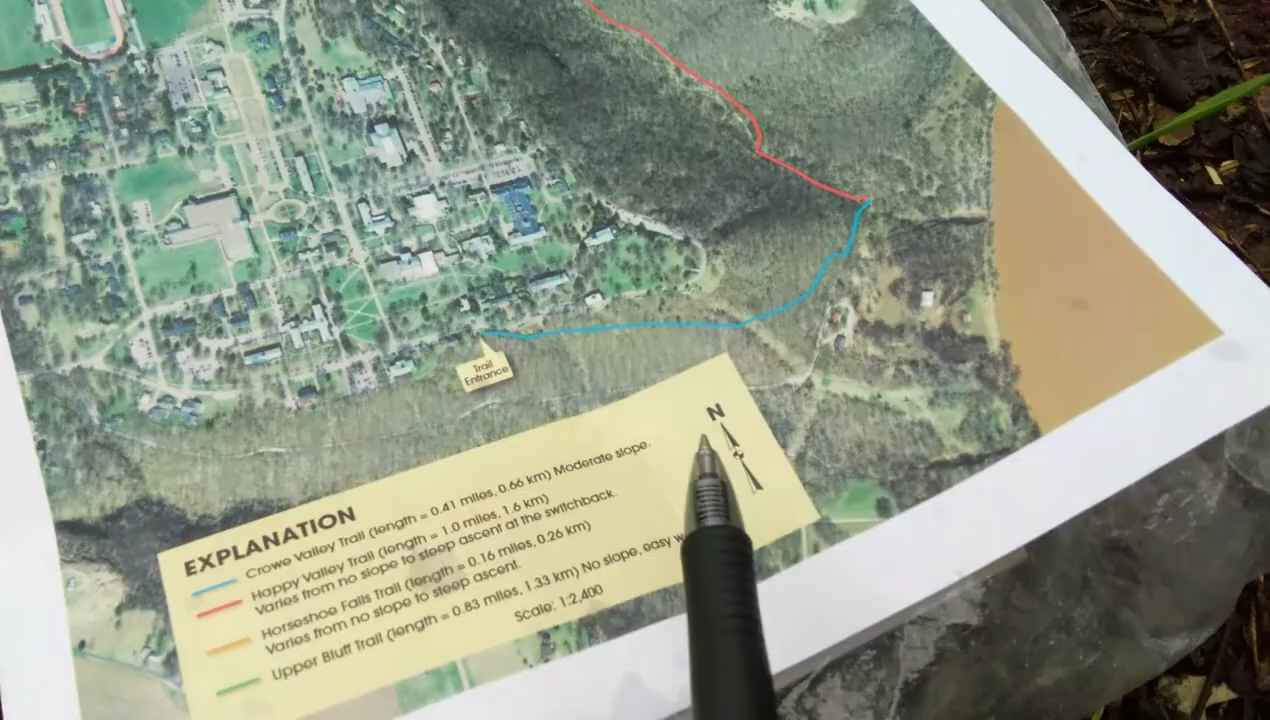 Trail
Entrance
N
EXPLANATION
Crowe Valley Trail (length = 0.41 miles, 0.66 km) Moderate slope.
Happy Valley Trail (length = 1.0 miles, 1.6 km)
Varies from no slope to steep ascent at the switchback.
Horseshoe Falls Trail (length = 0.16 miles, 0.26 km)
Varies from no slope to steep ascent.
Upper Bluff Trail (length = 0.83 miles, 1.33 km) No slope, easy
Scale: 1:2,400